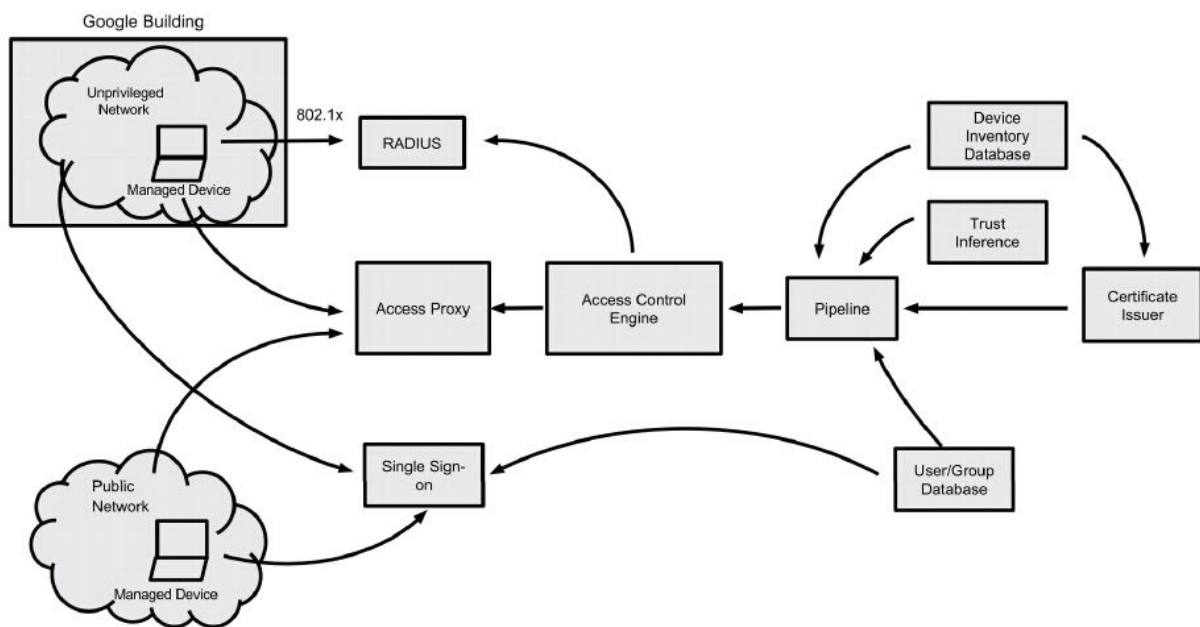 Google Building
Unprivileged
Network
Managed Device
802.1x
RADIUS
Device
Inventory
Database
Trust
Inference
Access Proxy
Access Control
Engine
Pipeline
Certificate
Issuer
Single Sign-
on
User/Group
Database
Public
Network
Managed Device